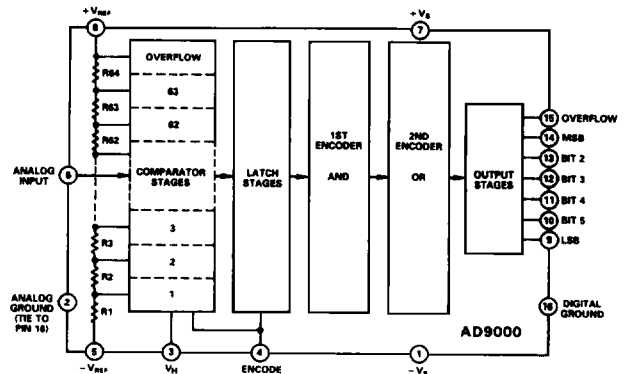 + VREF
8
+ VS
7
OVERFLOW
R64
63
R63
62
R62
ANALOG INPUT
6
COMPARATOR STAGES
LATCH STAGES
1ST ENCODER AND
2ND ENCODER OR
OUTPUT STAGES
15 OVERFLOW
14 MSB
13 BIT 2
12 BIT 3
11 BIT 4
10 BIT 5
9 LSB
R3
3
R2
2
R1
1
ANALOG GROUND (TIE TO PIN 16)
2
16
DIGITAL GROUND
AD9000
5
- VREF
3
VH
4
ENCODE
1